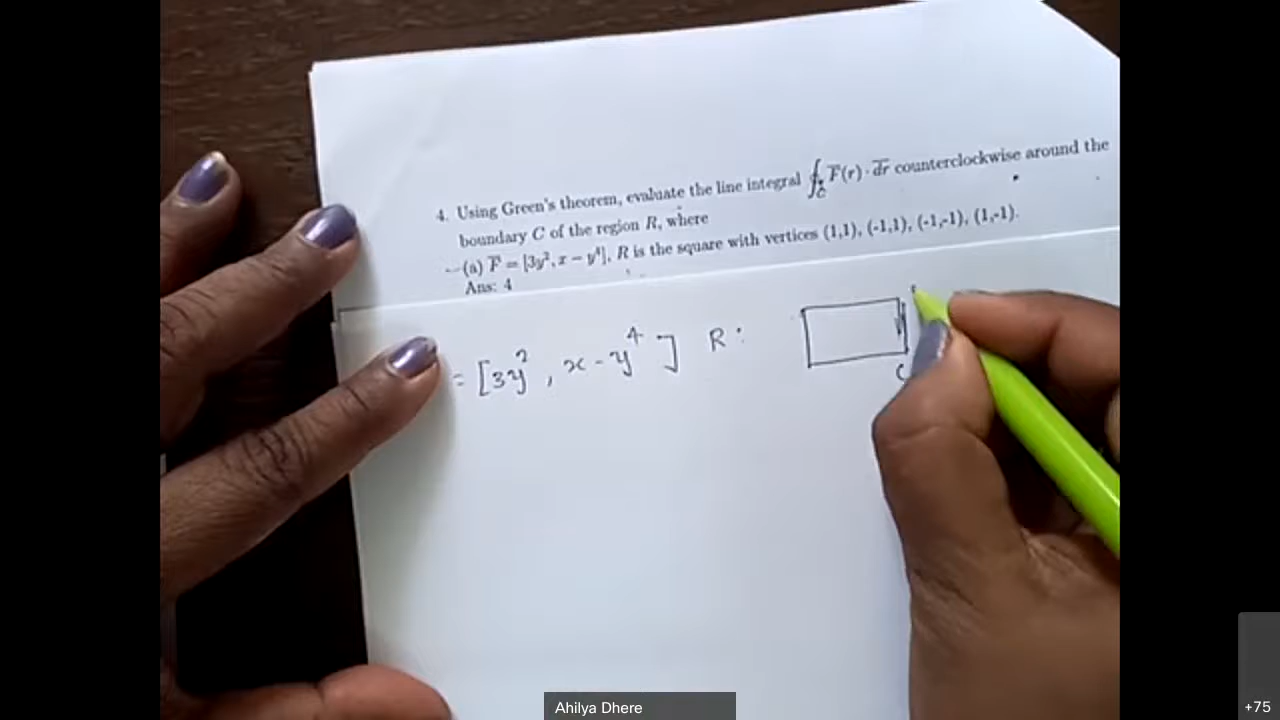 4. Using Green's theorem, evaluate the line integral ∮_C F̅(r) · d̅r̅ counterclockwise around the
boundary C of the region R, where
(a) F̅ = [3y², x − y⁴], R is the square with vertices (1,1), (-1,1), (-1,-1), (1,-1).
Ans: 4
= [3y², x - y⁴] R:
Ahilya Dhere
+75